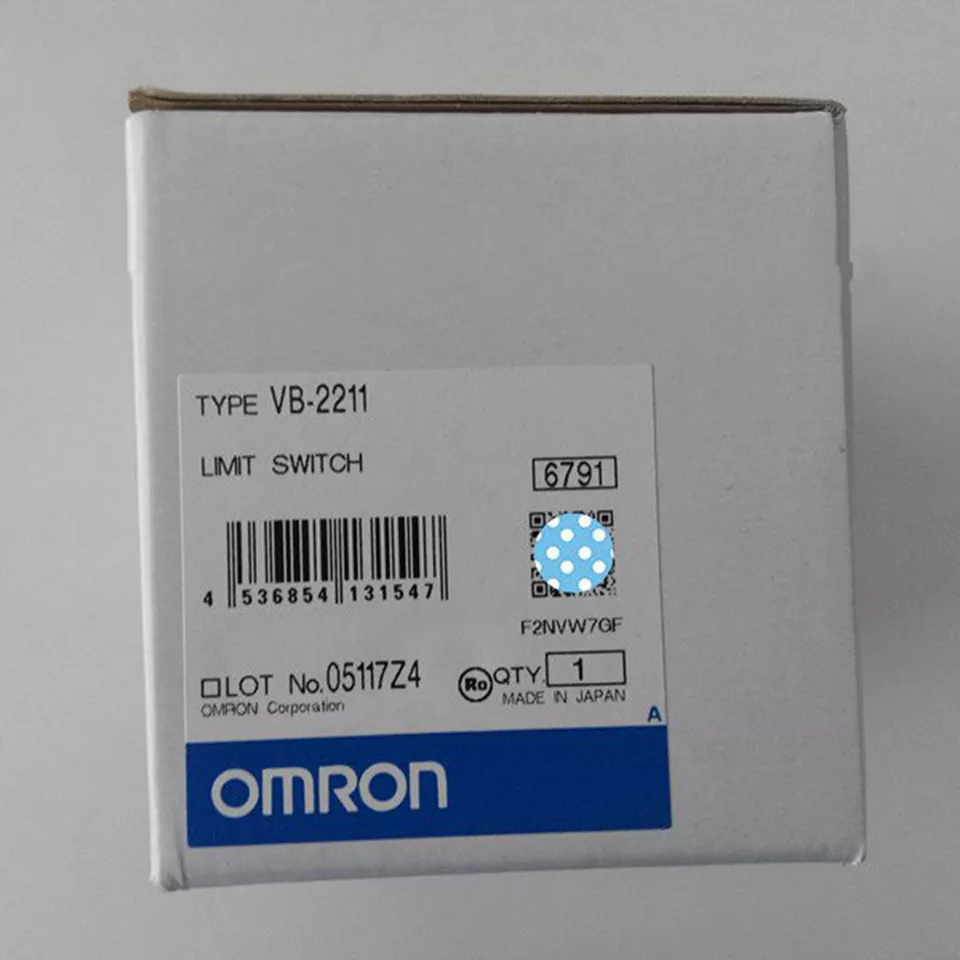 TYPE VB-2211
LIMIT SWITCH
6791
4 536854 131547
F2NVW7GF
LOT No. 05117Z4
Ro QTY. 1
OMRON Corporation
MADE IN JAPAN
A
OMRON